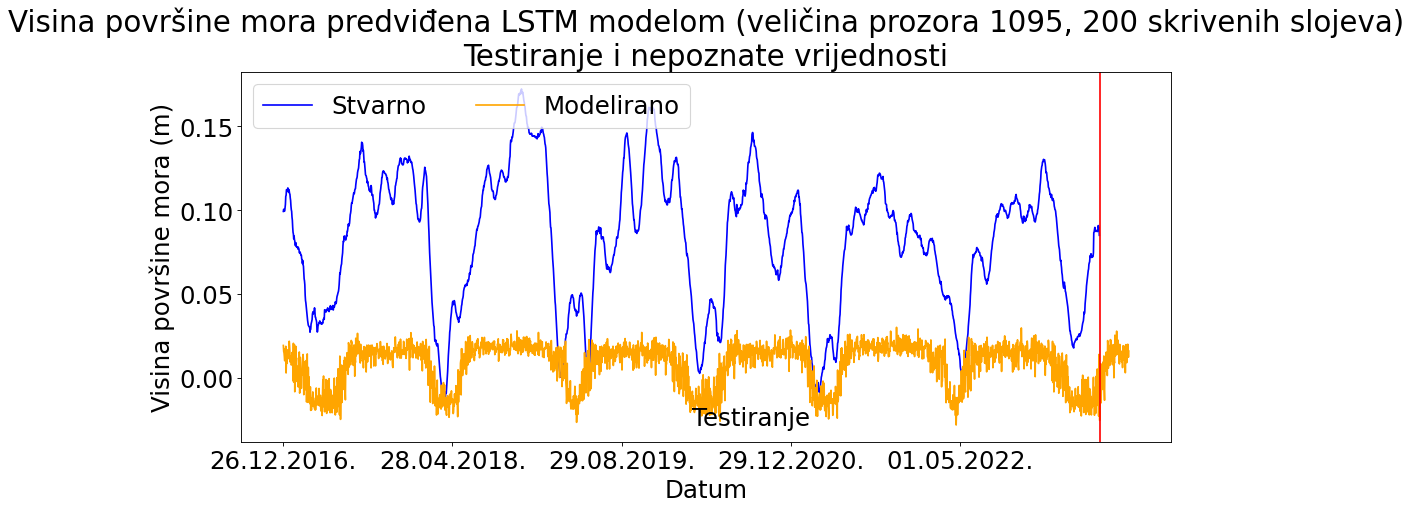 Visina površine mora predviđena LSTM modelom (veličina prozora 1095, 200 skrivenih slojeva)
Testiranje i nepoznate vrijednosti
Stvarno Modelirano
Visina površine mora (m)
0.15
0.10
0.05
0.00
Testiranje
26.12.2016. 28.04.2018. 29.08.2019. 29.12.2020. 01.05.2022.
Datum